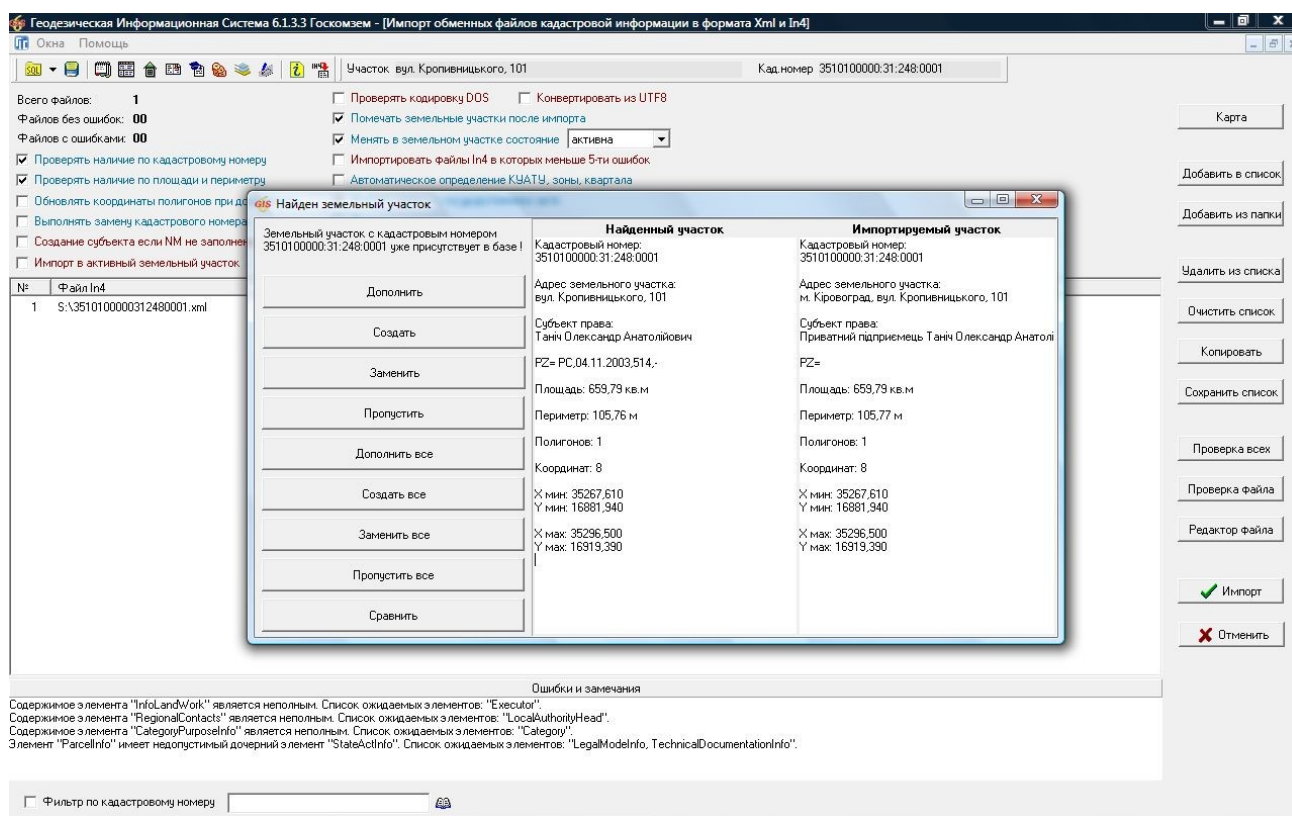 Геодезическая Информационная Система 6.1.3.3 Госкомзем - [Импорт обменных файлов кадастровой информации в формата Xml и In4]
Окна Помощь
Участок вул. Кропивницького, 101 Кад.номер 3510100000:31:248:0001
Всего файлов: 1
Файлов без ошибок: 00
Файлов с ошибками: 00
Проверять наличие по кадастровому номеру
Проверять наличие по площади и периметру
Обновлять координаты полигонов при до
Выполнять замену кадастрового номера
Создание субъекта если NM не заполнен
Импорт в активный земельный участок
Проверять кодировку DOS Конвертировать из UTF8
Помечать земельные участки после импорта
Менять в земельном участке состояние активна
Импортировать файлы In4 в которых меньше 5-ти ошибок
Автоматическое определение КУАТУ, зоны, квартала
Карта
Добавить в список
Добавить из папки
Удалить из списка
Очистить список
Копировать
Сохранить список
Проверка всех
Проверка файла
Редактор файла
Импорт
Отменить
№ Файл In4
1 S:\3510100000312480001.xml
GIS Найден земельный участок
Земельный участок с кадастровым номером
3510100000:31:248:0001 уже присутствует в базе !
Дополнить
Создать
Заменить
Пропустить
Дополнить все
Создать все
Заменить все
Пропустить все
Сравнить
Найденный участок
Кадастровый номер:
3510100000:31:248:0001
Адрес земельного участка:
вул. Кропивницького, 101
Субъект права:
Таніч Олександр Анатолійович
PZ= PC,04.11.2003,514,-
Площадь: 659,79 кв.м
Периметр: 105,76 м
Полигонов: 1
Координат: 8
X мин: 35267,610
Y мин: 16881,940
X мах: 35296,500
Y мах: 16919,390
Импортируемый участок
Кадастровый номер:
3510100000:31:248:0001
Адрес земельного участка:
м. Кіровоград, вул. Кропивницького, 101
Субъект права:
Приватний підприємець Таніч Олександр Анатолі
PZ=
Площадь: 659,79 кв.м
Периметр: 105,77 м
Полигонов: 1
Координат: 8
X мин: 35267,610
Y мин: 16881,940
X мах: 35296,500
Y мах: 16919,390
Ошибки и замечания
Содержимое элемента "InfoLandWork" является неполным. Список ожидаемых элементов: "Executor".
Содержимое элемента "RegionalContacts" является неполным. Список ожидаемых элементов: "LocalAuthorityHead".
Содержимое элемента "CategoryPurposeInfo" является неполным. Список ожидаемых элементов: "Category".
Элемент "ParcelInfo" имеет недопустимый дочерний элемент "StateActInfo". Список ожидаемых элементов: "LegalModeInfo, TechnicalDocumentationInfo".
Фильтр по кадастровому номеру